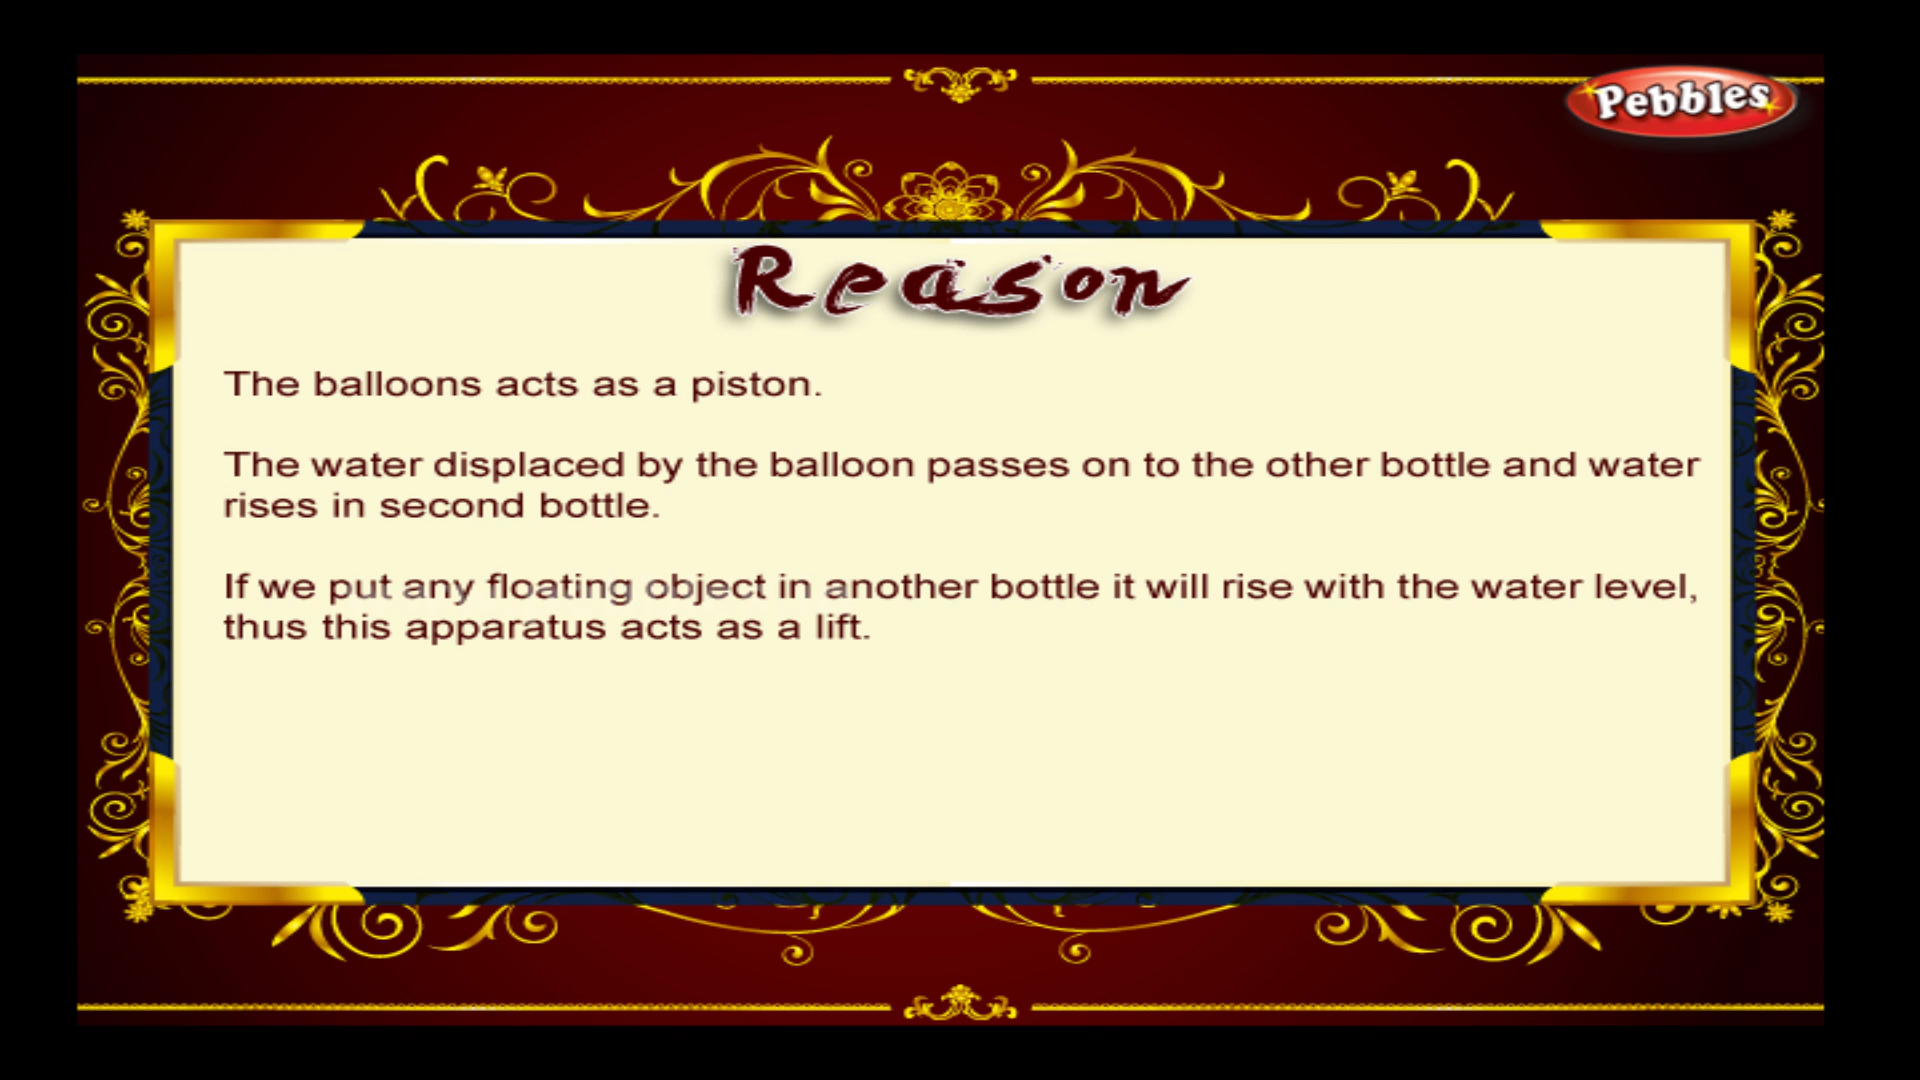 Pebbles
Reason
The balloons acts as a piston.
The water displaced by the balloon passes on to the other bottle and water
rises in second bottle.
If we put any floating object in another bottle it will rise with the water level,
thus this apparatus acts as a lift.